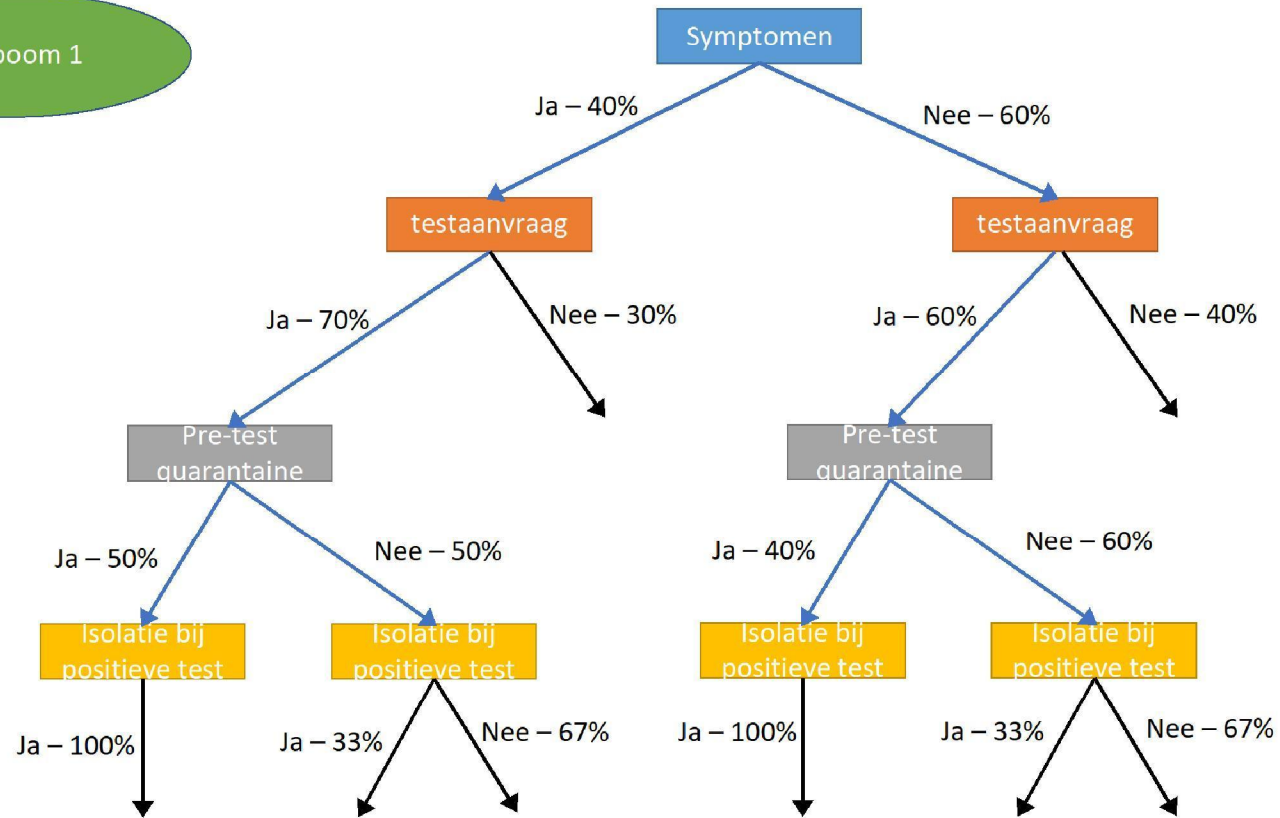 oom 1
Symptomen
Ja – 40%
Nee – 60%
testaanvraag
testaanvraag
Ja – 70%
Nee – 30%
Ja – 60%
Nee – 40%
Pre-test
quarantaine
Pre-test
quarantaine
Ja – 50%
Nee – 50%
Ja – 40%
Nee – 60%
Isolatie bij
positieve test
Isolatie bij
positieve test
Isolatie bij
positieve test
Isolatie bij
positieve test
Ja – 100%
Ja – 33%
Nee – 67%
Ja – 100%
Ja – 33%
Nee – 67%